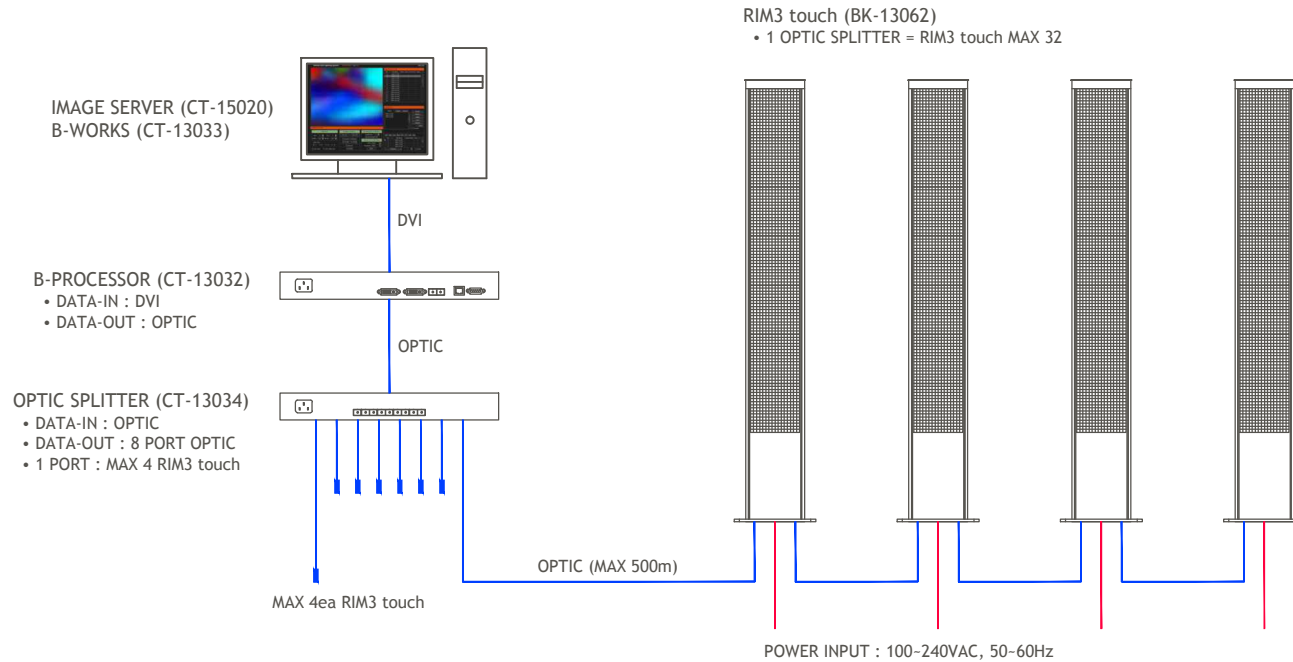 RIM3 touch (BK-13062)
• 1 OPTIC SPLITTER = RIM3 touch MAX 32
IMAGE SERVER (CT-15020)
B-WORKS (CT-13033)
DVI
B-PROCESSOR (CT-13032)
• DATA-IN : DVI
• DATA-OUT : OPTIC
OPTIC
OPTIC SPLITTER (CT-13034)
• DATA-IN : OPTIC
• DATA-OUT : 8 PORT OPTIC
• 1 PORT : MAX 4 RIM3 touch
OPTIC (MAX 500m)
MAX 4ea RIM3 touch
POWER INPUT : 100~240VAC, 50~60Hz